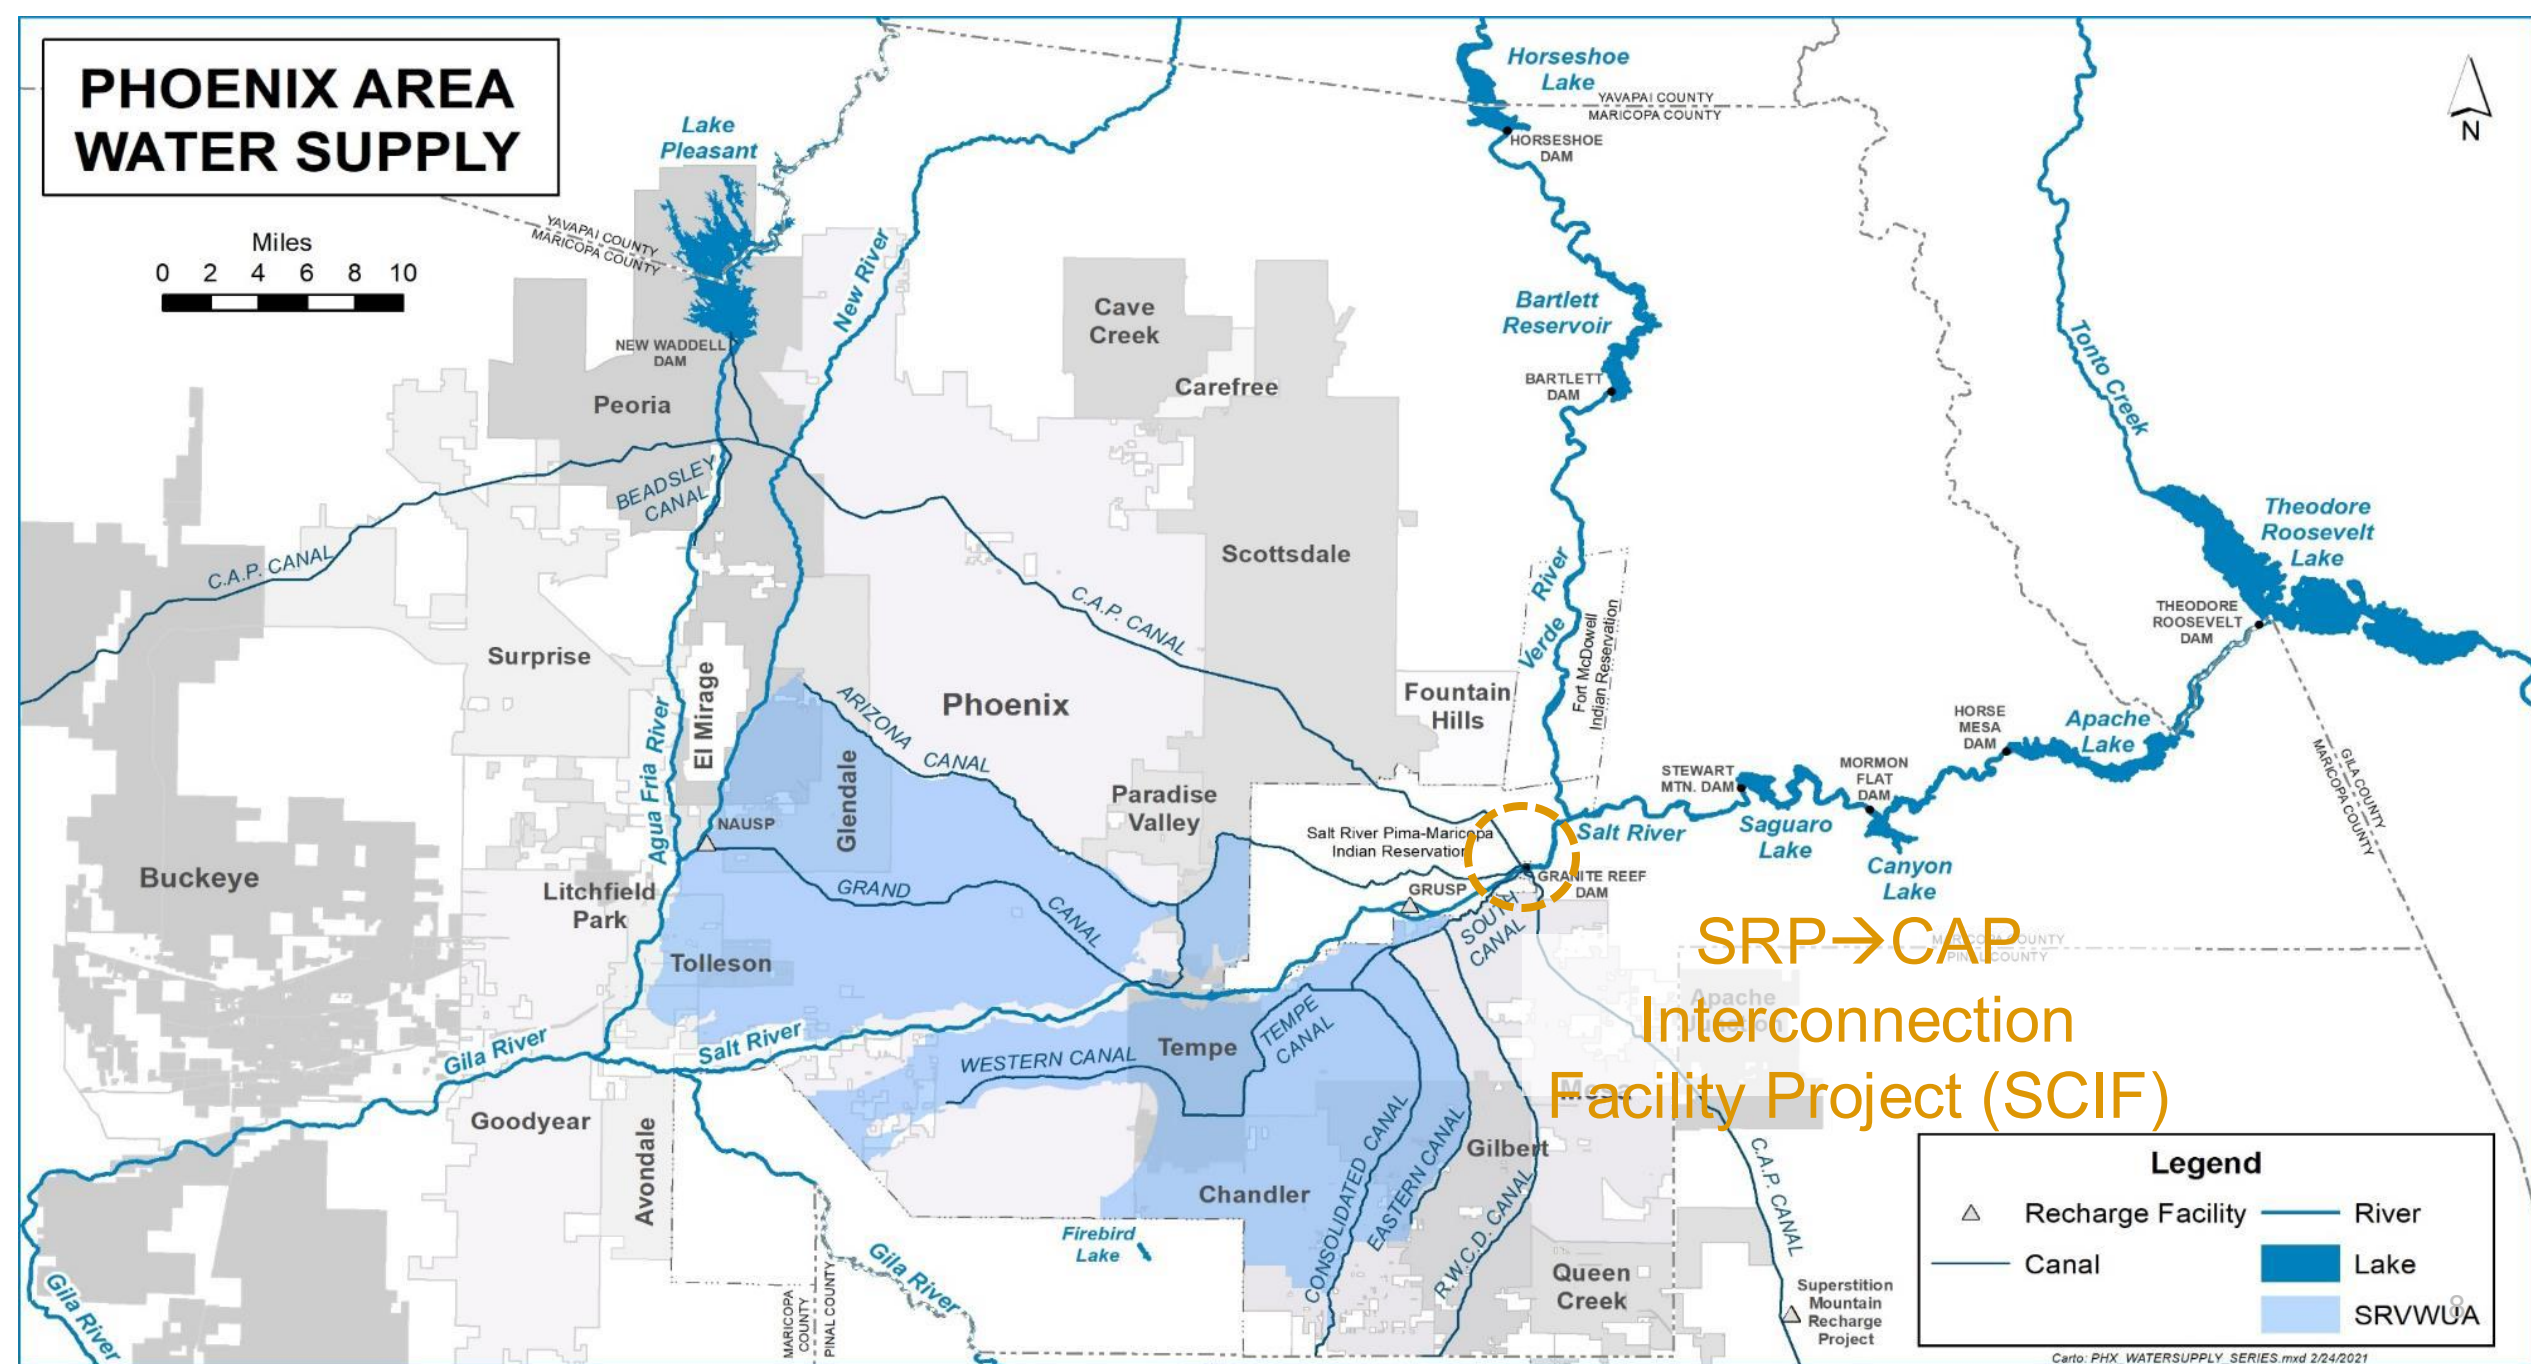 PHOENIX AREA
WATER SUPPLY
Miles
0 2 4 6 8 10
Lake
Pleasant
YAVAPAI COUNTY
MARICOPA COUNTY
NEW WADDELL
DAM
New River
Horseshoe
Lake
YAVAPAI COUNTY
MARICOPA COUNTY
HORSESHOE
DAM
N
Bartlett
Reservoir
BARTLETT
DAM
Cave
Creek
Carefree
Peoria
Tonto Creek
BEADSLEY
CANAL
C.A.P. CANAL
Scottsdale
Theodore
Roosevelt
Lake
THEODORE
ROOSEVELT
DAM
C.A.P. CANAL
Verde River
Fort McDowell
Indian Reservation
Surprise
El Mirage
Agua Fria River
ARIZONA CANAL
Phoenix
Fountain
Hills
HORSE
MESA
DAM
Apache
Lake
GILA COUNTY
MARICOPA COUNTY
STEWART
MTN. DAM
MORMON
FLAT
DAM
Glendale
Paradise
Valley
NAUSP
Salt River Pima-Maricopa
Indian Reservation
Salt River
Saguaro
Lake
Canyon
Lake
GRANITE REEF
DAM
GRUSP
Buckeye
Litchfield
Park
GRAND CANAL
SOUTH
CANAL
SRP→CAP
Interconnection
Facility Project (SCIF)
MARICOPA COUNTY
PINAL COUNTY
Apache
Junction
Mesa
Tolleson
Gila River
Salt River
WESTERN CANAL
Tempe
TEMPE
CANAL
Goodyear
Avondale
Gilbert
Chandler
CONSOLIDATED CANAL
EASTERN CANAL
R.W.C.D. CANAL
C.A.P. CANAL
Firebird
Lake
Gila River
Gila River
MARICOPA
COUNTY
PINAL COUNTY
Queen
Creek
Superstition
Mountain
Recharge
Project
Legend
Recharge Facility
River
Canal
Lake
SRVWUA
8
Carto: PHX_WATERSUPPLY_SERIES.mxd 2/24/2021